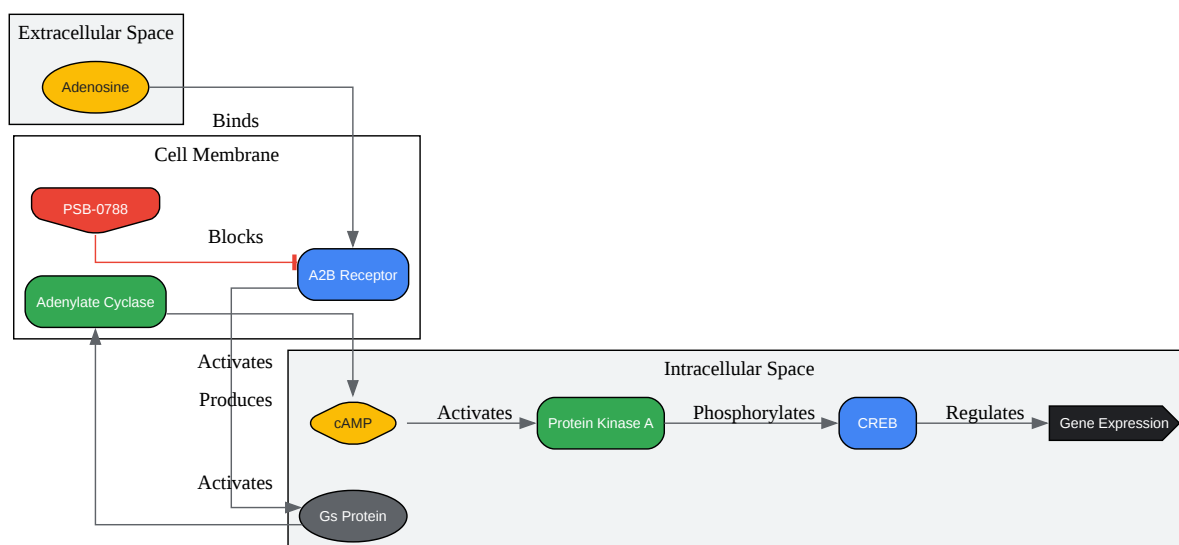 Extracellular Space
Adenosine
Binds
Cell Membrane
PSB-0788
Blocks
A2B Receptor
Adenylate Cyclase
Activates
Produces
Intracellular Space
cAMP
Activates
Protein Kinase A
Phosphorylates
CREB
Regulates
Gene Expression
Activates
Gs Protein